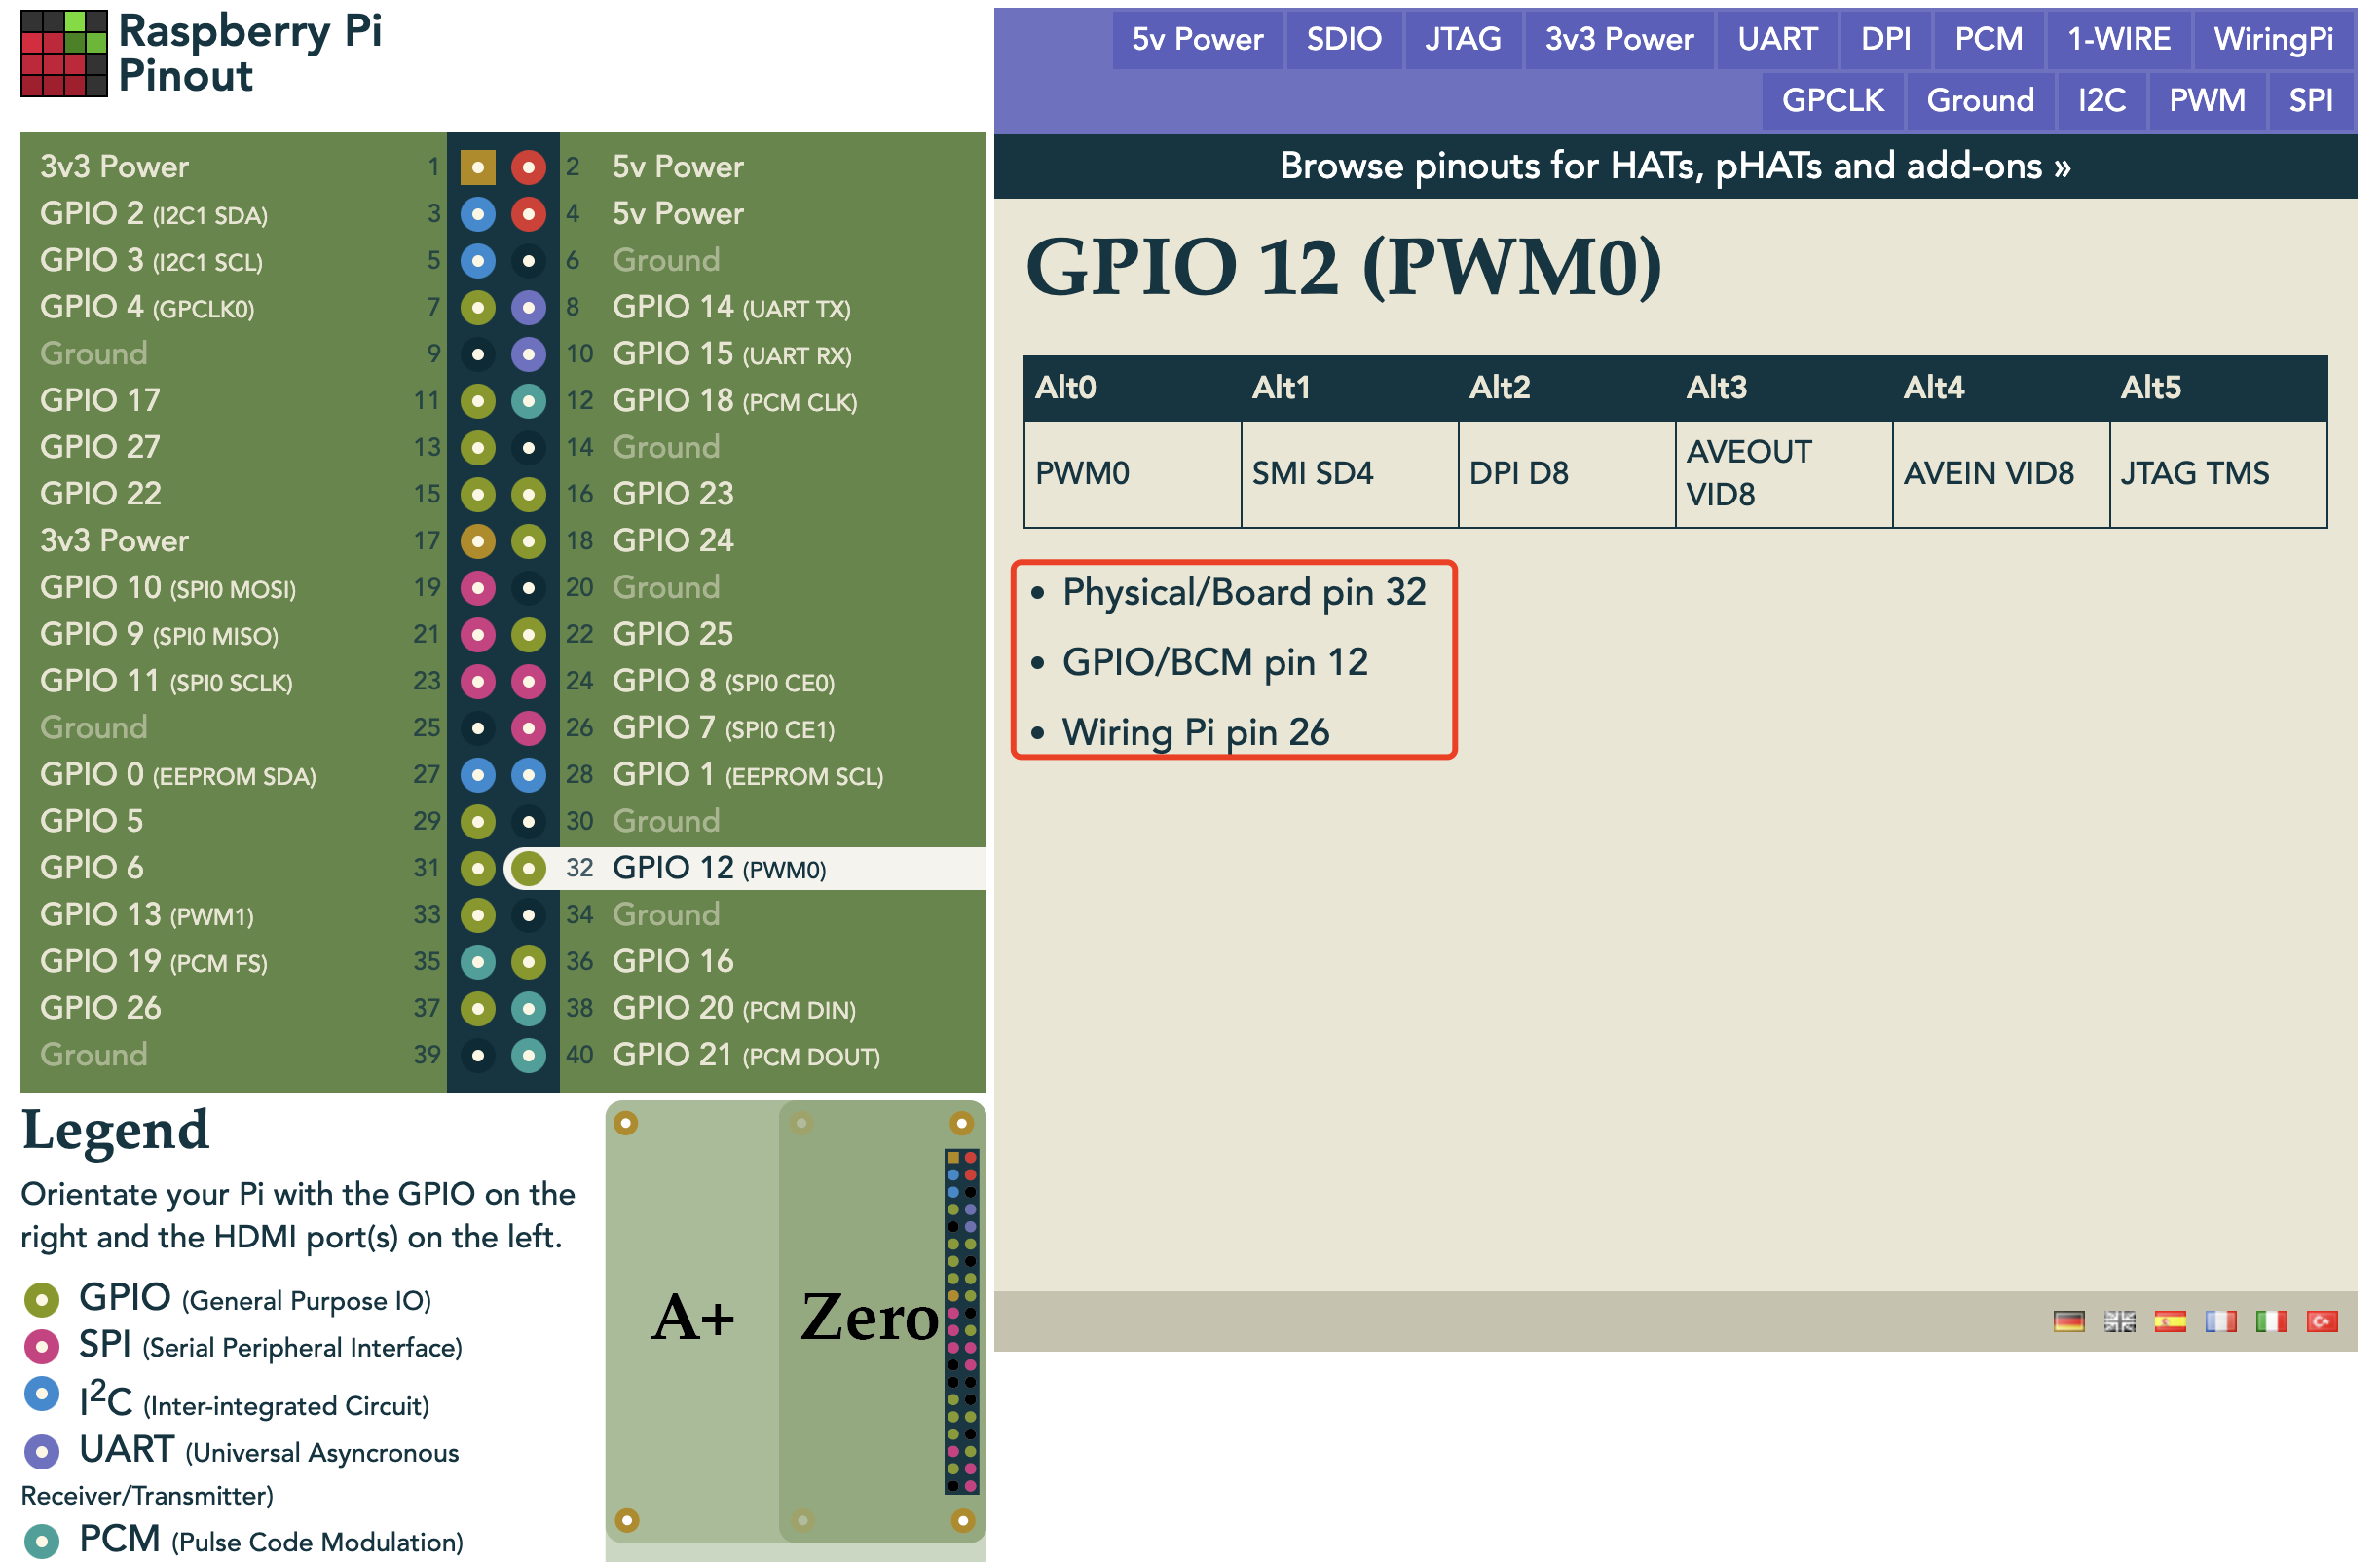 Raspberry Pi
Pinout
5v Power SDIO JTAG 3v3 Power UART DPI PCM 1-WIRE WiringPi
GPCLK Ground I2C PWM SPI
Browse pinouts for HATs, pHATs and add-ons »
3v3 Power 1 2 5v Power
GPIO 2 (I2C1 SDA) 3 4 5v Power
GPIO 3 (I2C1 SCL) 5 6 Ground
GPIO 4 (GPCLK0) 7 8 GPIO 14 (UART TX)
Ground 9 10 GPIO 15 (UART RX)
GPIO 17 11 12 GPIO 18 (PCM CLK)
GPIO 27 13 14 Ground
GPIO 22 15 16 GPIO 23
3v3 Power 17 18 GPIO 24
GPIO 10 (SPI0 MOSI) 19 20 Ground
GPIO 9 (SPI0 MISO) 21 22 GPIO 25
GPIO 11 (SPI0 SCLK) 23 24 GPIO 8 (SPI0 CE0)
Ground 25 26 GPIO 7 (SPI0 CE1)
GPIO 0 (EEPROM SDA) 27 28 GPIO 1 (EEPROM SCL)
GPIO 5 29 30 Ground
GPIO 6 31 32 GPIO 12 (PWM0)
GPIO 13 (PWM1) 33 34 Ground
GPIO 19 (PCM FS) 35 36 GPIO 16
GPIO 26 37 38 GPIO 20 (PCM DIN)
Ground 39 40 GPIO 21 (PCM DOUT)
GPIO 12 (PWM0)
Alt0 Alt1 Alt2 Alt3 Alt4 Alt5
PWM0 SMI SD4 DPI D8 AVEOUT VID8 AVEIN VID8 JTAG TMS
• Physical/Board pin 32
• GPIO/BCM pin 12
• Wiring Pi pin 26
Legend
Orientate your Pi with the GPIO on the
right and the HDMI port(s) on the left.
GPIO (General Purpose IO)
SPI (Serial Peripheral Interface)
I²C (Inter-integrated Circuit)
UART (Universal Asyncronous
Receiver/Transmitter)
PCM (Pulse Code Modulation)
A+ Zero